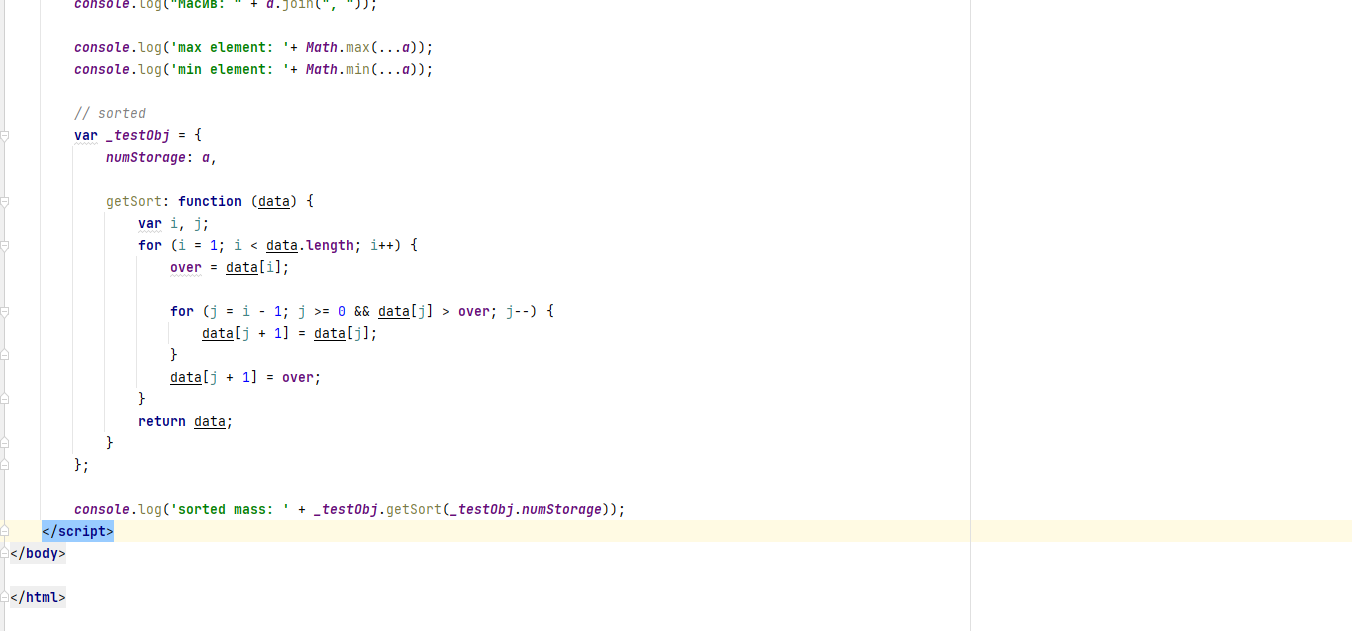 console.log("Масив: " + a.join(", "));
console.log('max element: '+ Math.max(...a));
console.log('min element: '+ Math.min(...a));
// sorted
var _testObj = {
numStorage: a,
getSort: function (data) {
var i, j;
for (i = 1; i < data.length; i++) {
over = data[i];
for (j = i - 1; j >= 0 && data[j] > over; j--) {
data[j + 1] = data[j];
}
data[j + 1] = over;
}
return data;
}
};
console.log('sorted mass: ' + _testObj.getSort(_testObj.numStorage));
</script>
</body>
</html>